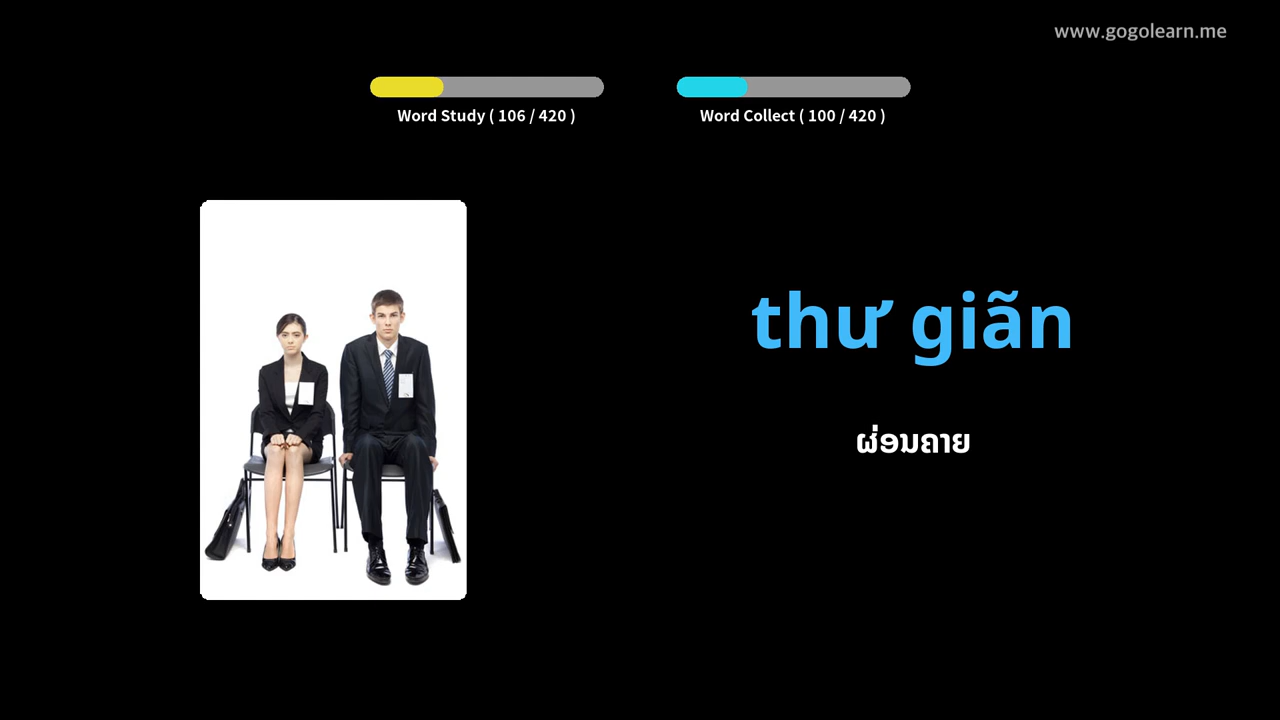 www.gogolearn.me
Word Study ( 106 / 420 )
Word Collect ( 100 / 420 )
thư giãn
ຜ່ອນຄາຍ